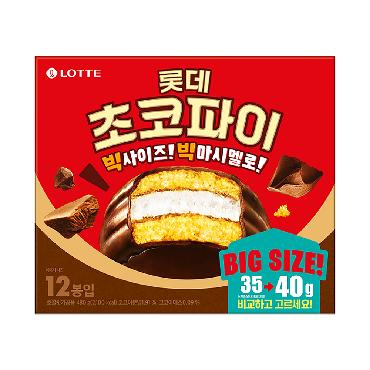 LOTTE
롯데
초코파이
빅사이즈! 빅마시멜로!
BIG SIZE!
35→40g
비교하고 고르세요!
12봉입